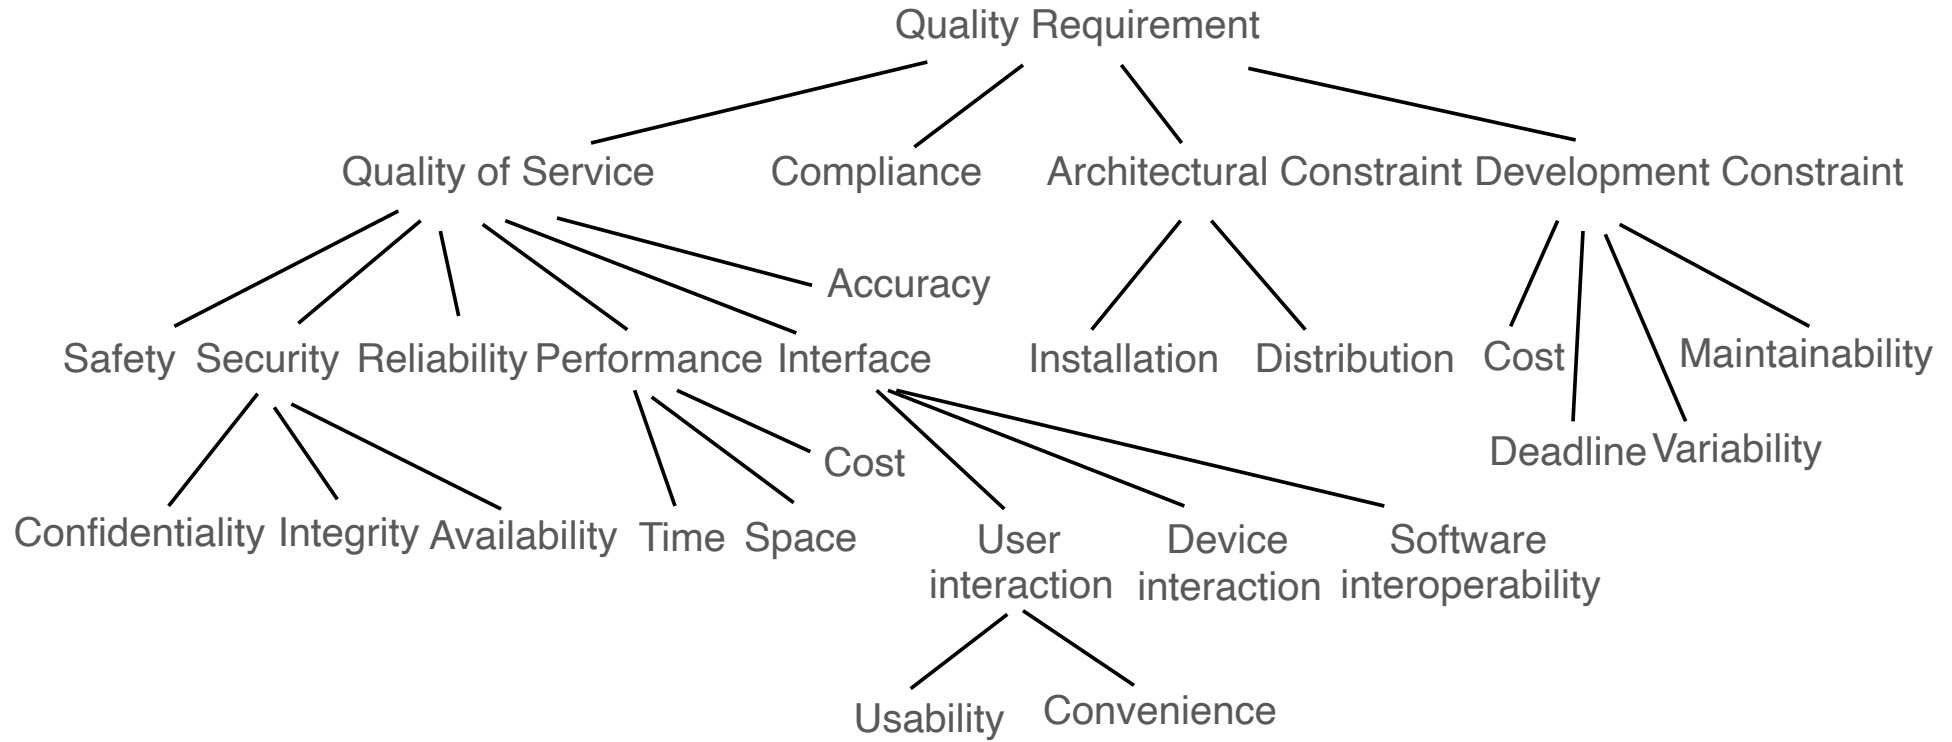 Quality Requirement
Quality of Service
Compliance
Architectural Constraint
Development Constraint
Accuracy
Safety
Security
Reliability
Performance
Interface
Installation
Distribution
Cost
Maintainability
Deadline
Variability
Cost
Confidentiality
Integrity
Availability
Time
Space
User
interaction
Device
interaction
Software
interoperability
Usability
Convenience